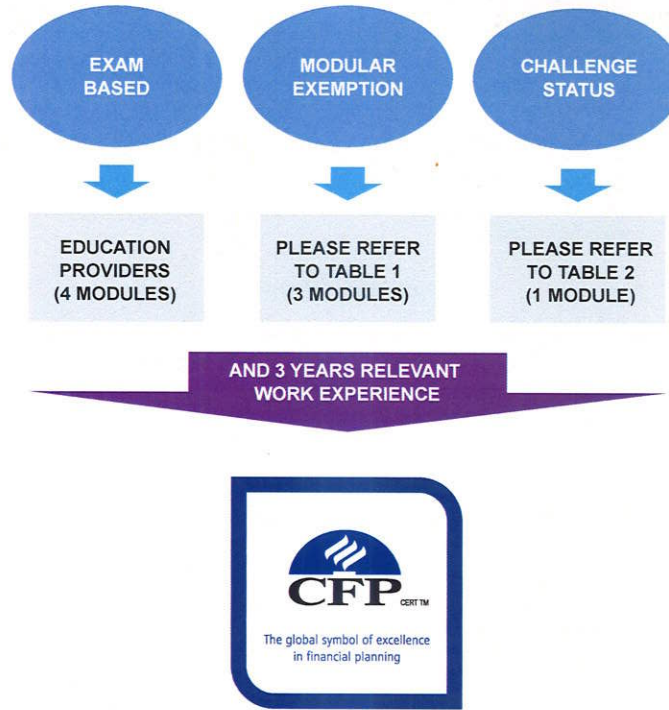 EXAM
BASED
MODULAR
EXEMPTION
CHALLENGE
STATUS
EDUCATION
PROVIDERS
(4 MODULES)
PLEASE REFER
TO TABLE 1
(3 MODULES)
PLEASE REFER
TO TABLE 2
(1 MODULE)
AND 3 YEARS RELEVANT
WORK EXPERIENCE
CFP CERT TM
The global symbol of excellence
in financial planning